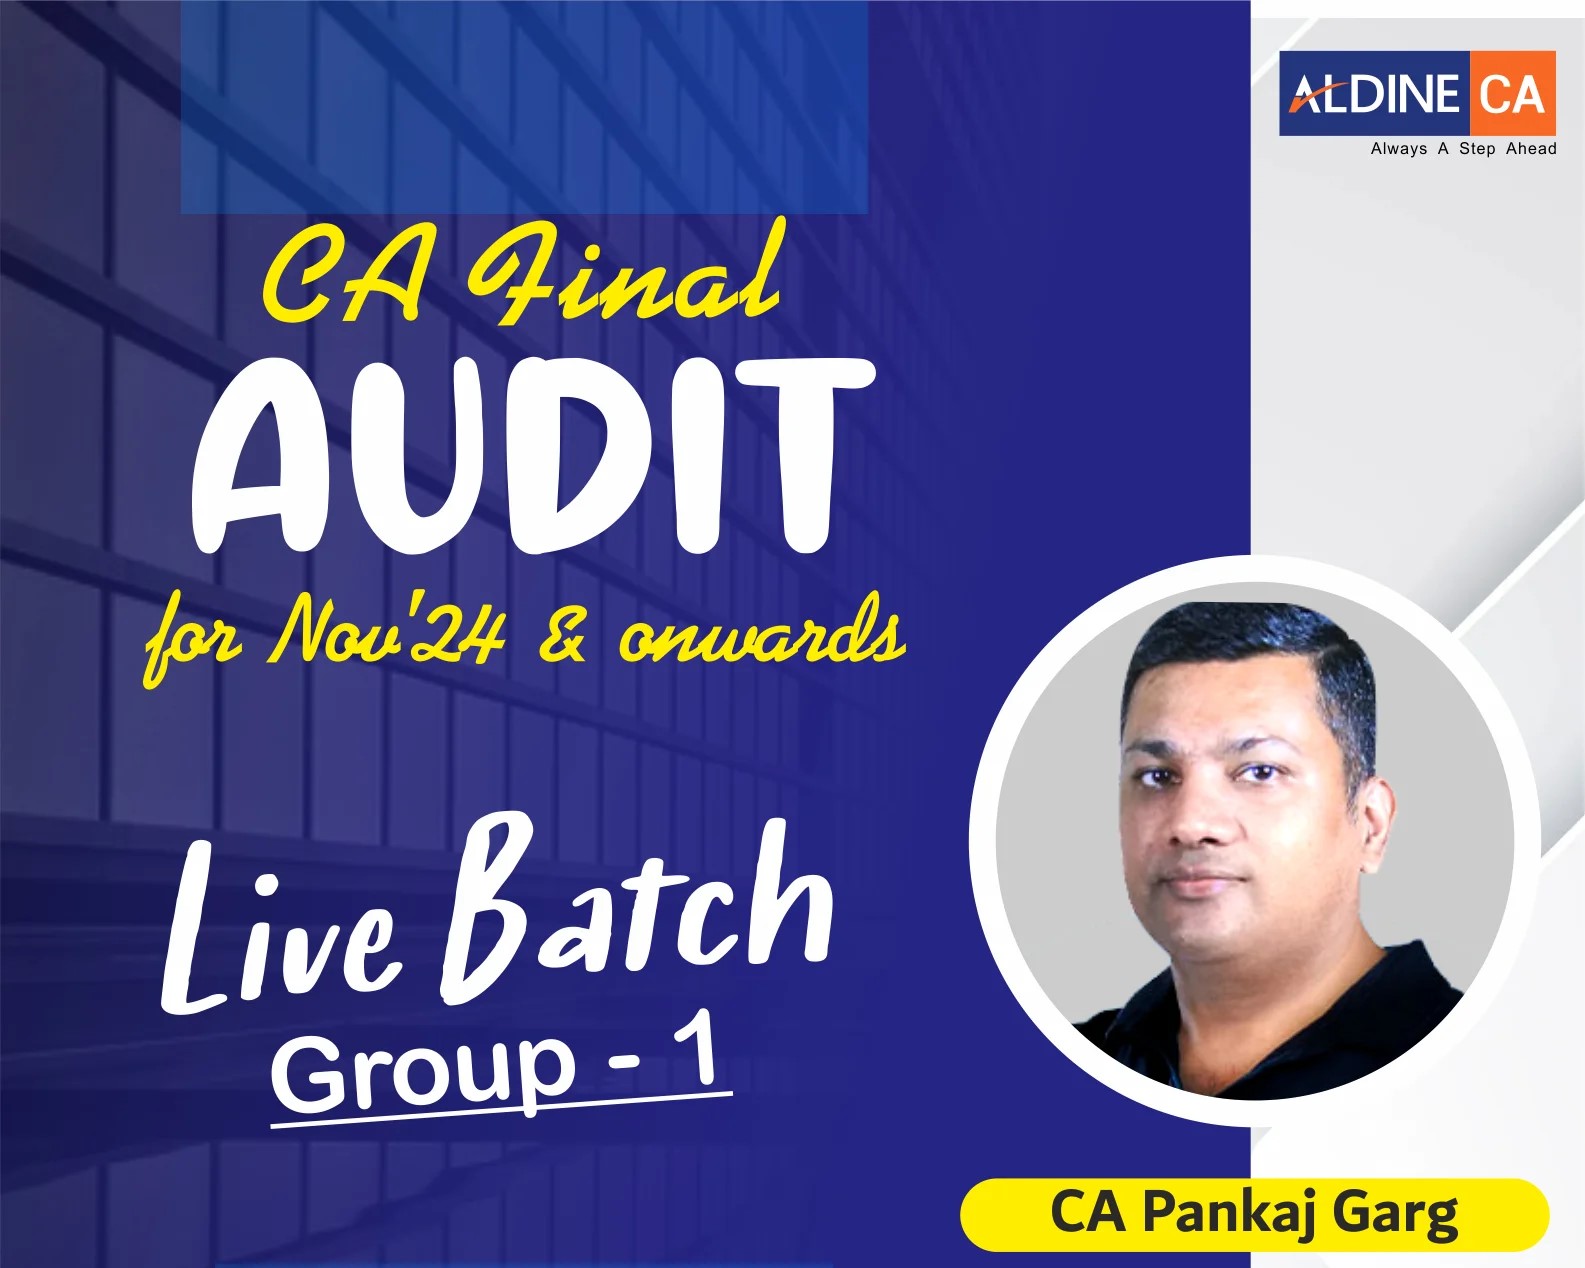 ALDINE CA
Always A Step Ahead
CA Final
AUDIT
for Nov'24 & onwards
Live Batch
Group - 1
CA Pankaj Garg